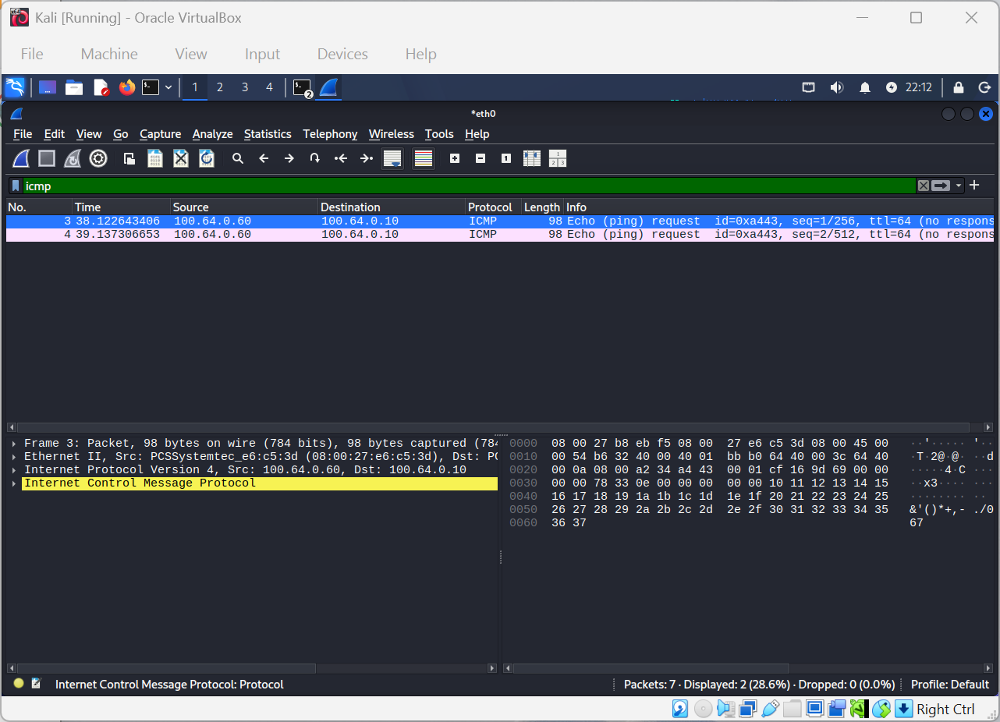 Kali [Running] - Oracle VirtualBox
File Machine View Input Devices Help
1 2 3 4 2 22:12
*eth0
File Edit View Go Capture Analyze Statistics Telephony Wireless Tools Help
icmp
No. Time Source Destination Protocol Length Info
3 38.122643406 100.64.0.60 100.64.0.10 ICMP 98 Echo (ping) request id=0xa443, seq=1/256, ttl=64 (no respons
4 39.137306653 100.64.0.60 100.64.0.10 ICMP 98 Echo (ping) request id=0xa443, seq=2/512, ttl=64 (no respons
Frame 3: Packet, 98 bytes on wire (784 bits), 98 bytes captured (784
Ethernet II, Src: PCSSystemtec_e6:c5:3d (08:00:27:e6:c5:3d), Dst: PC
Internet Protocol Version 4, Src: 100.64.0.60, Dst: 100.64.0.10
Internet Control Message Protocol
0000 08 00 27 b8 eb f5 08 00 27 e6 c5 3d 08 00 45 00 ··'····· '··
0010 00 54 b6 32 40 00 40 01 bb b0 64 40 00 3c 64 40 ·T·2@·@· ··d
0020 00 0a 08 00 a2 34 a4 43 00 01 cf 16 9d 69 00 00 ·····4·C ···
0030 00 00 78 33 0e 00 00 00 00 00 10 11 12 13 14 15 ··x3···· ···
0040 16 17 18 19 1a 1b 1c 1d 1e 1f 20 21 22 23 24 25 ········ ··
0050 26 27 28 29 2a 2b 2c 2d 2e 2f 30 31 32 33 34 35 &'()*+,- ./0
0060 36 37 67
Internet Control Message Protocol: Protocol
Packets: 7 · Displayed: 2 (28.6%) · Dropped: 0 (0.0%)
Profile: Default
Right Ctrl